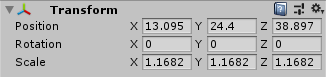 Transform
Position X 13.095 Y 24.4 Z 38.897
Rotation X 0 Y 0 Z 0
Scale X 1.1682 Y 1.1682 Z 1.1682